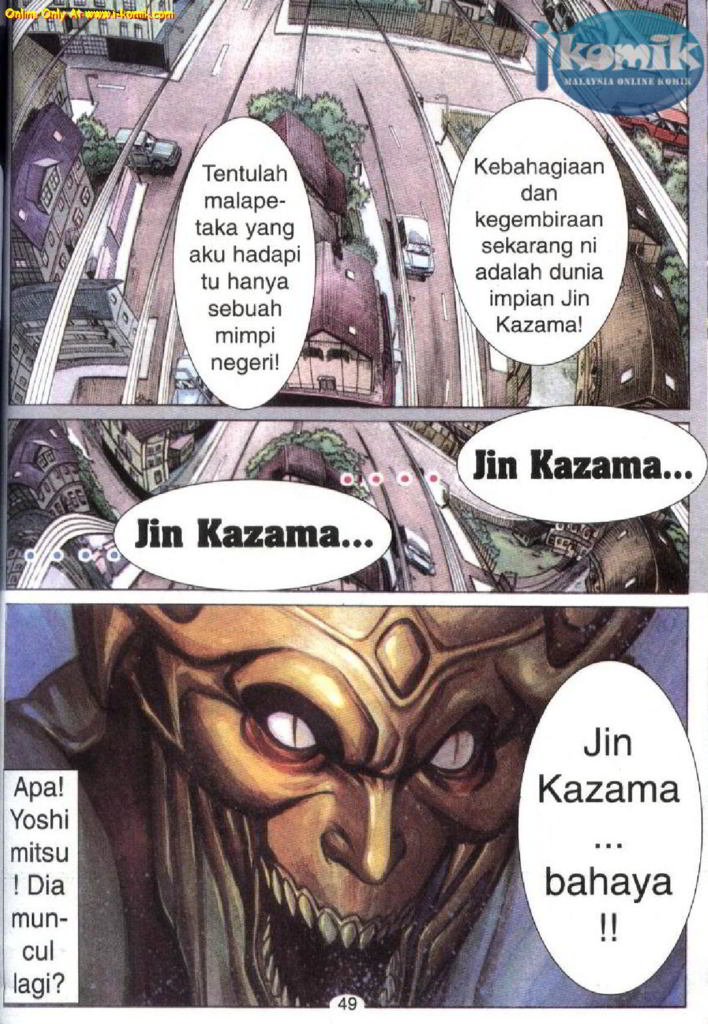 Online Only At www.i-komik.com
ikomik
MALAYSIA ONLINE KOMIK
Tentulah
malape-
taka yang
aku hadapi
tu hanya
sebuah
mimpi
negeri!
Kebahagiaan
dan
kegembiraan
sekarang ni
adalah dunia
impian Jin
Kazama!
Jin Kazama...
Jin Kazama...
Apa!
Yoshi
mitsu
! Dia
mun-
cul
lagi?
Jin
Kazama
...
bahaya
!!
49